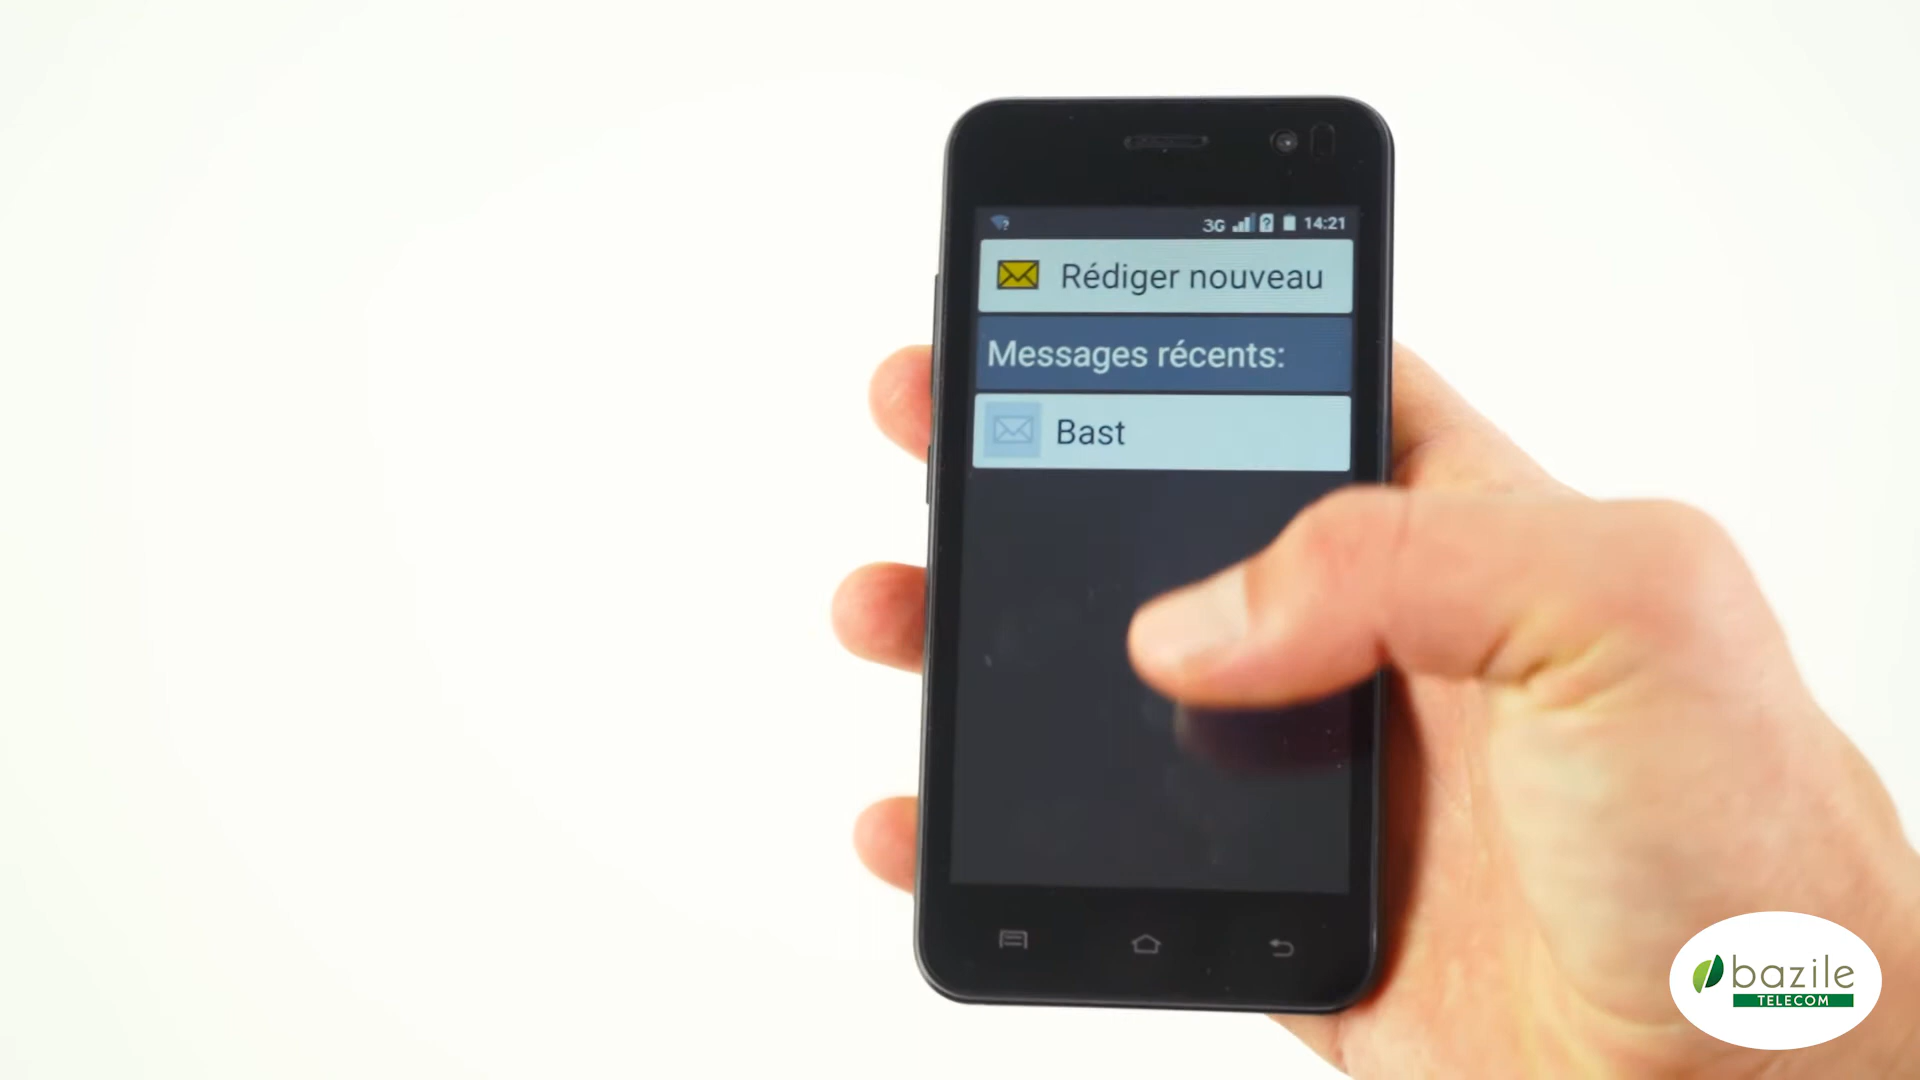 3G 14:21
Rédiger nouveau
Messages récents:
Bast
bazile
TELECOM